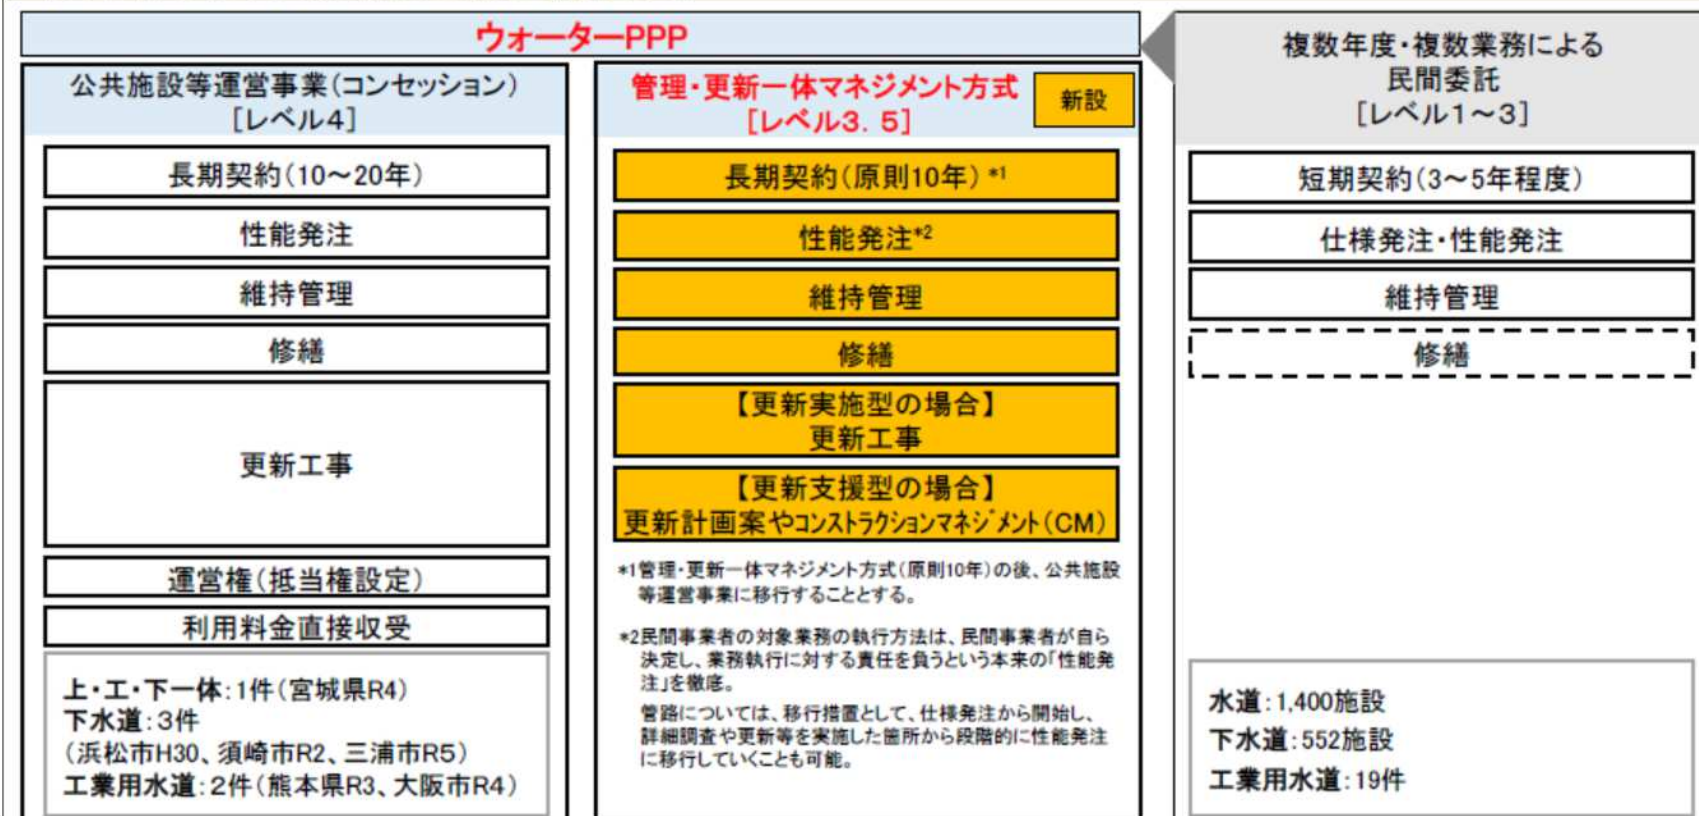 ウォーターPPP
公共施設等運営事業(コンセッション)
[レベル4]
長期契約(10～20年)
性能発注
維持管理
修繕
更新工事
運営権(抵当権設定)
利用料金直接収受
上・工・下一体:1件(宮城県R4)
下水道:3件
(浜松市H30、須崎市R2、三浦市R5)
工業用水道:2件(熊本県R3、大阪市R4)
管理・更新一体マネジメント方式
[レベル3．5]
新設
長期契約(原則10年)*1
性能発注*2
維持管理
修繕
【更新実施型の場合】
更新工事
【更新支援型の場合】
更新計画案やｺﾝｽﾄﾗｸｼｮﾝﾏﾈｼﾞﾒﾝﾄ(CM)
*1管理・更新一体マネジメント方式(原則10年)の後、公共施設
等運営事業に移行することとする。
*2民間事業者の対象業務の執行方法は、民間事業者が自ら
決定し、業務執行に対する責任を負うという本来の「性能発
注」を徹底。
管路については、移行措置として、仕様発注から開始し、
詳細調査や更新等を実施した箇所から段階的に性能発注
に移行していくことも可能。
複数年度・複数業務による
民間委託
[レベル1～3]
短期契約(3～5年程度)
仕様発注・性能発注
維持管理
修繕
水道:1,400施設
下水道:552施設
工業用水道:19件